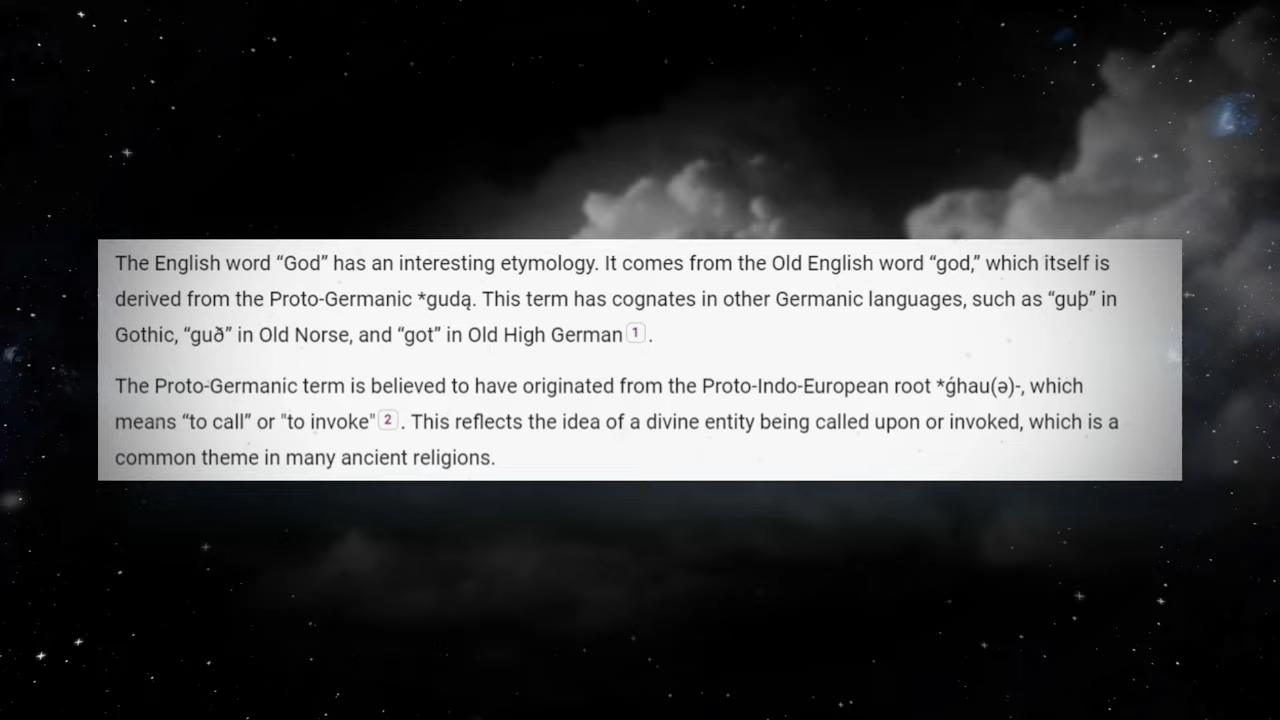 The English word “God” has an interesting etymology. It comes from the Old English word “god,” which itself is
derived from the Proto-Germanic *gudą. This term has cognates in other Germanic languages, such as “guþ” in
Gothic, “guð” in Old Norse, and “got” in Old High German 1 .
The Proto-Germanic term is believed to have originated from the Proto-Indo-European root *ǵhau(ə)-, which
means “to call” or "to invoke" 2 . This reflects the idea of a divine entity being called upon or invoked, which is a
common theme in many ancient religions.